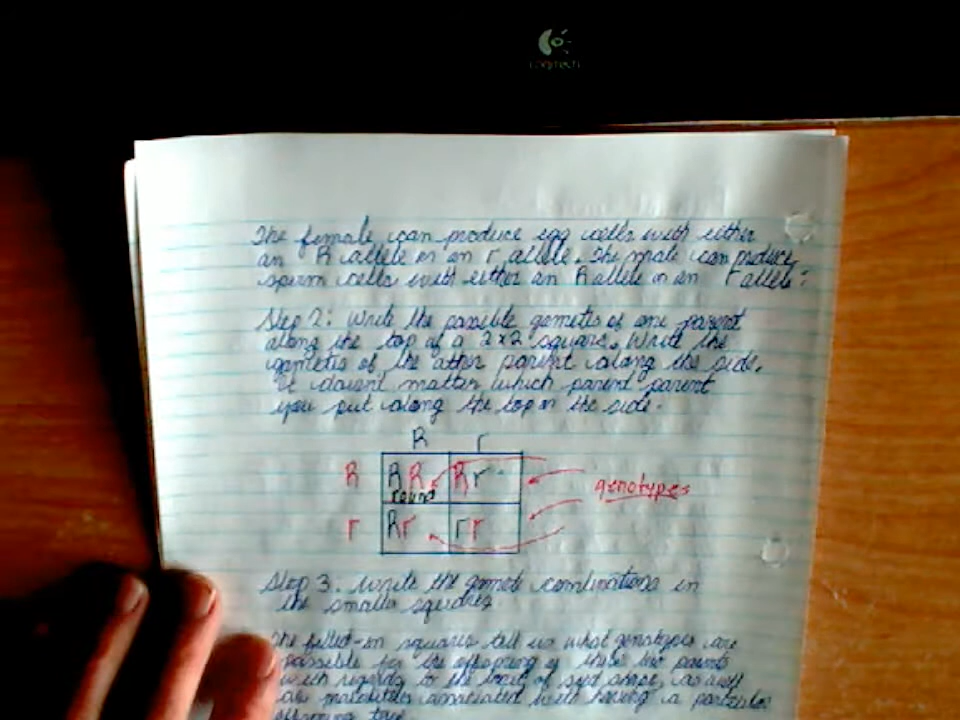 Logitech
The female can produce egg cells with either
an R allele or an r allele. The male can produce
sperm cells with either an R allele or an r allele.
Step 2: Write the possible gametes of one parent
along the top of a 2x2 square. Write the
gametes of the other parent along the side.
It doesn't matter which parent parent
you put along the top or the side.
R r
R RR Rr genotypes
round
r Rr rr
Step 3: Write the gamete combinations in
the smaller squares
The filled-in squares tell us what genotypes are
possible for the offspring of these two parents
with regards to the trait of seed shape, as well
as associated with having a particular
offspring